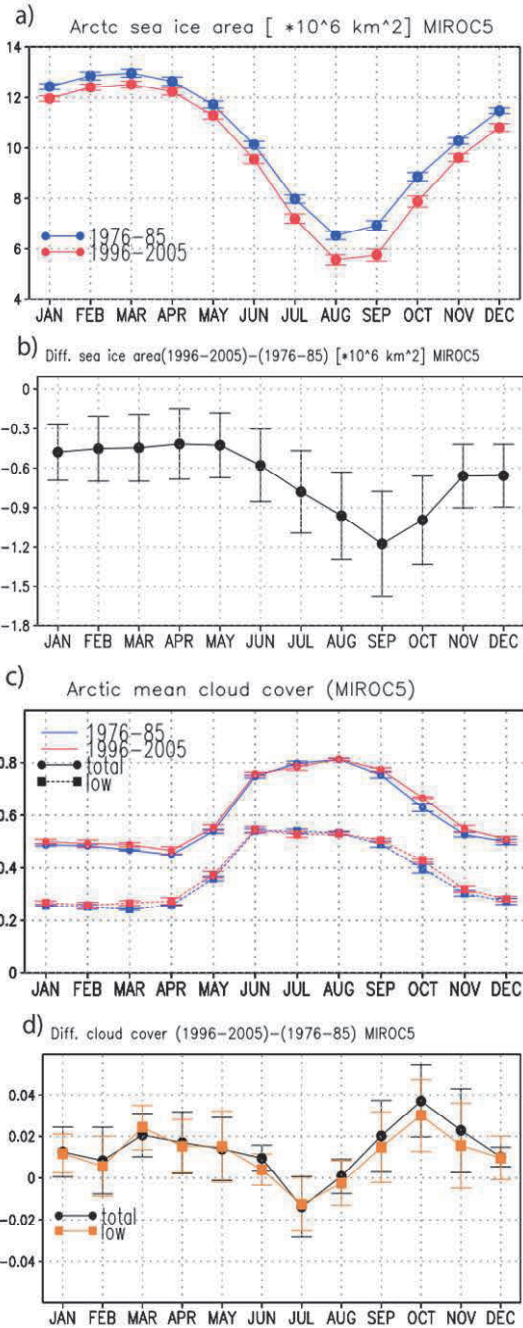 a)
Arctc sea ice area [ *10^6 km^2] MIROC5
14
12
10
8
6
4
1976-85
1996-2005
JAN FEB MAR APR MAY JUN JUL AUG SEP OCT NOV DEC
b) Diff. sea ice area(1996-2005)-(1976-85) [*10^6 km^2] MIROC5
0
-0.3
-0.6
-0.9
-1.2
-1.5
-1.8
JAN FEB MAR APR MAY JUN JUL AUG SEP OCT NOV DEC
c)
Arctic mean cloud cover (MIROC5)
1976-85
1996-2005
total
low
0.8
0.6
0.4
0.2
0
JAN FEB MAR APR MAY JUN JUL AUG SEP OCT NOV DEC
d) Diff. cloud cover (1996-2005)-(1976-85) MIROC5
0.04
0.02
0
-0.02
-0.04
total
low
JAN FEB MAR APR MAY JUN JUL AUG SEP OCT NOV DEC